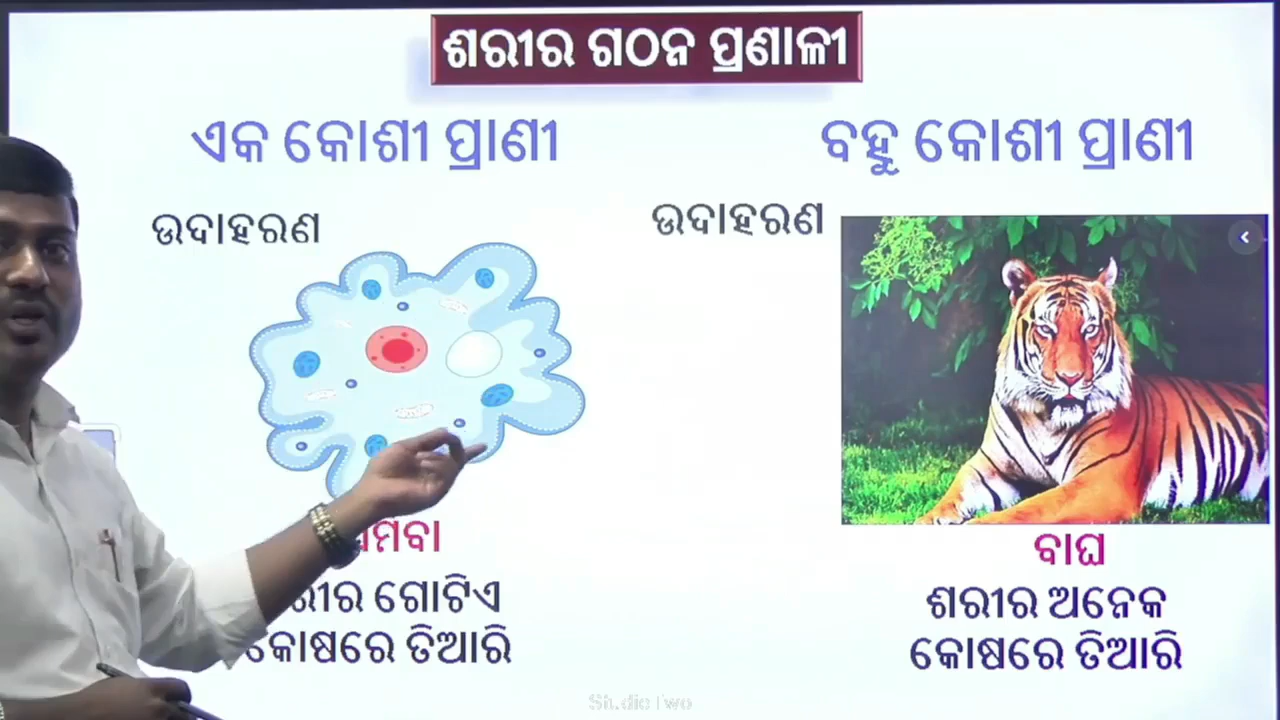 ଶରୀର ଗଠନ ପ୍ରଣାଳୀ
ଏକ କୋଶୀ ପ୍ରାଣୀ
ବହୁ କୋଶୀ ପ୍ରାଣୀ
ଉଦାହରଣ
ଉଦାହରଣ
ବାଘ
ଗୋଟିଏ
କୋଷରେ ତିଆରି
ଶରୀର ଅନେକ
କୋଷରେ ତିଆରି